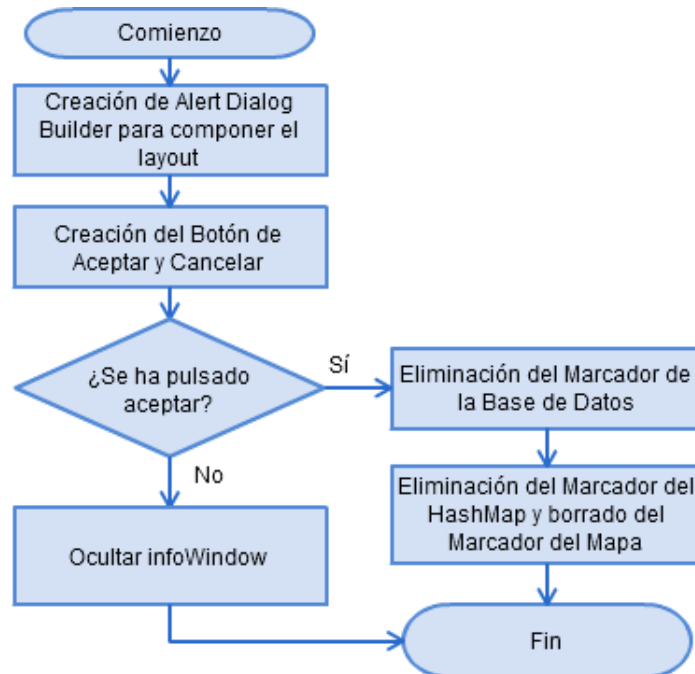 Comienzo
Creación de Alert Dialog
Builder para componer el
layout
Creación del Botón de
Aceptar y Cancelar
¿Se ha pulsado
aceptar?
Sí
Eliminación del Marcador de
la Base de Datos
No
Eliminación del Marcador del
HashMap y borrado del
Marcador del Mapa
Ocultar infoWindow
Fin